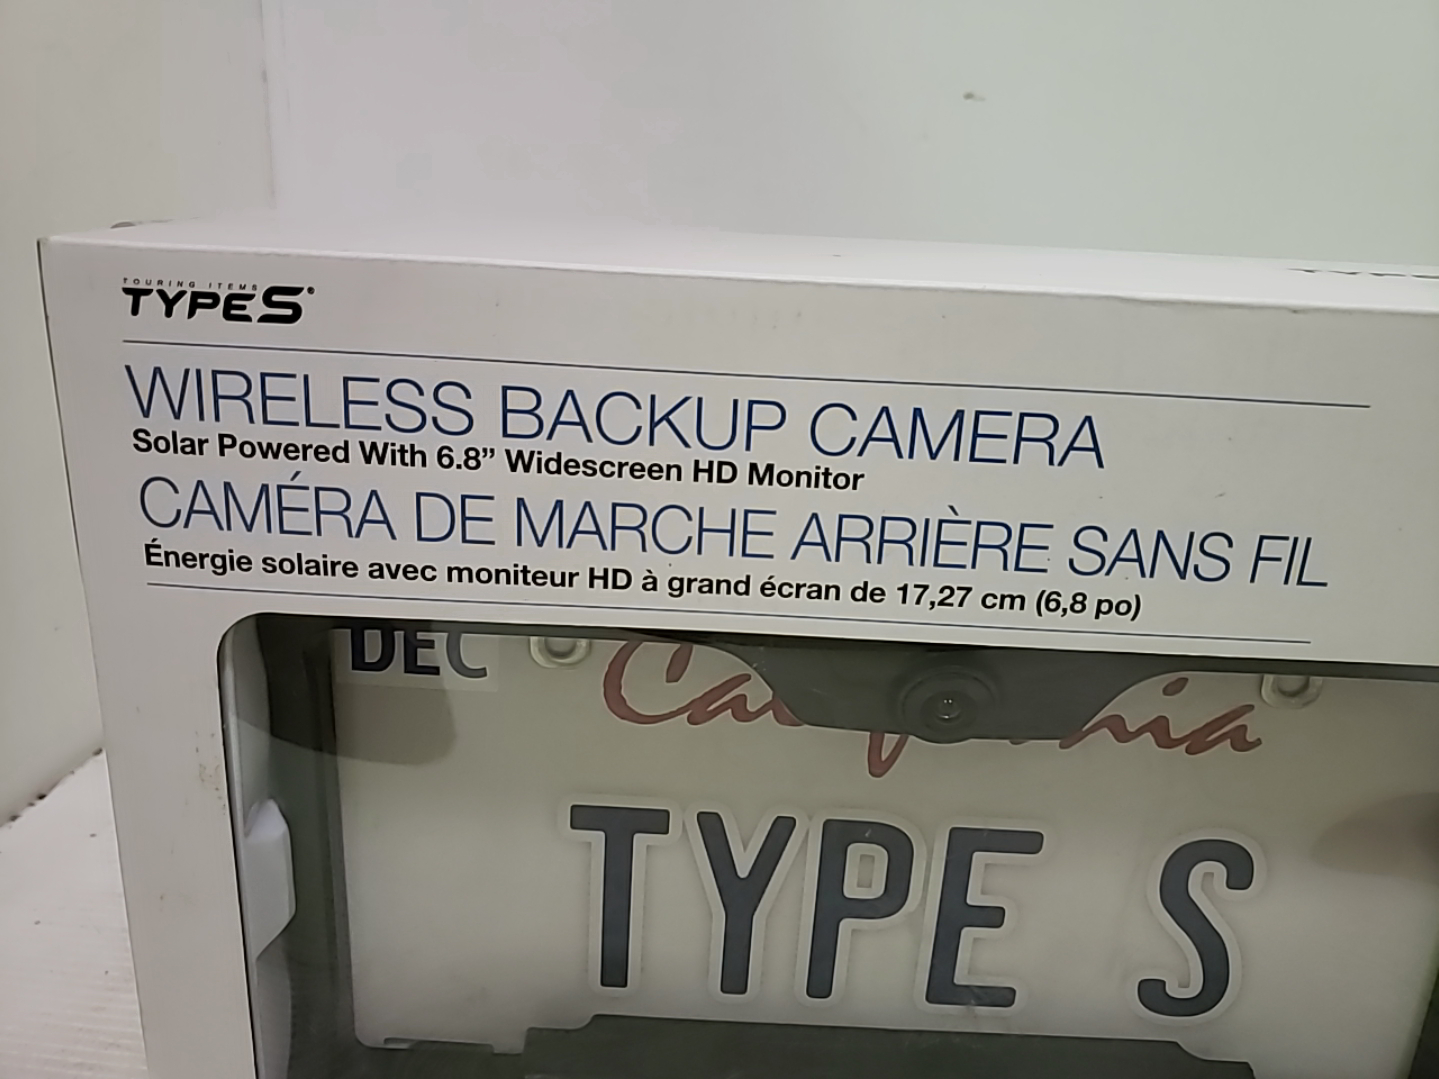 TOURING ITEMS
TYPE S®
WIRELESS BACKUP CAMERA
Solar Powered With 6.8” Widescreen HD Monitor
CAMÉRA DE MARCHE ARRIÈRE SANS FIL
Énergie solaire avec moniteur HD à grand écran de 17,27 cm (6,8 po)
DEC
TYPE S